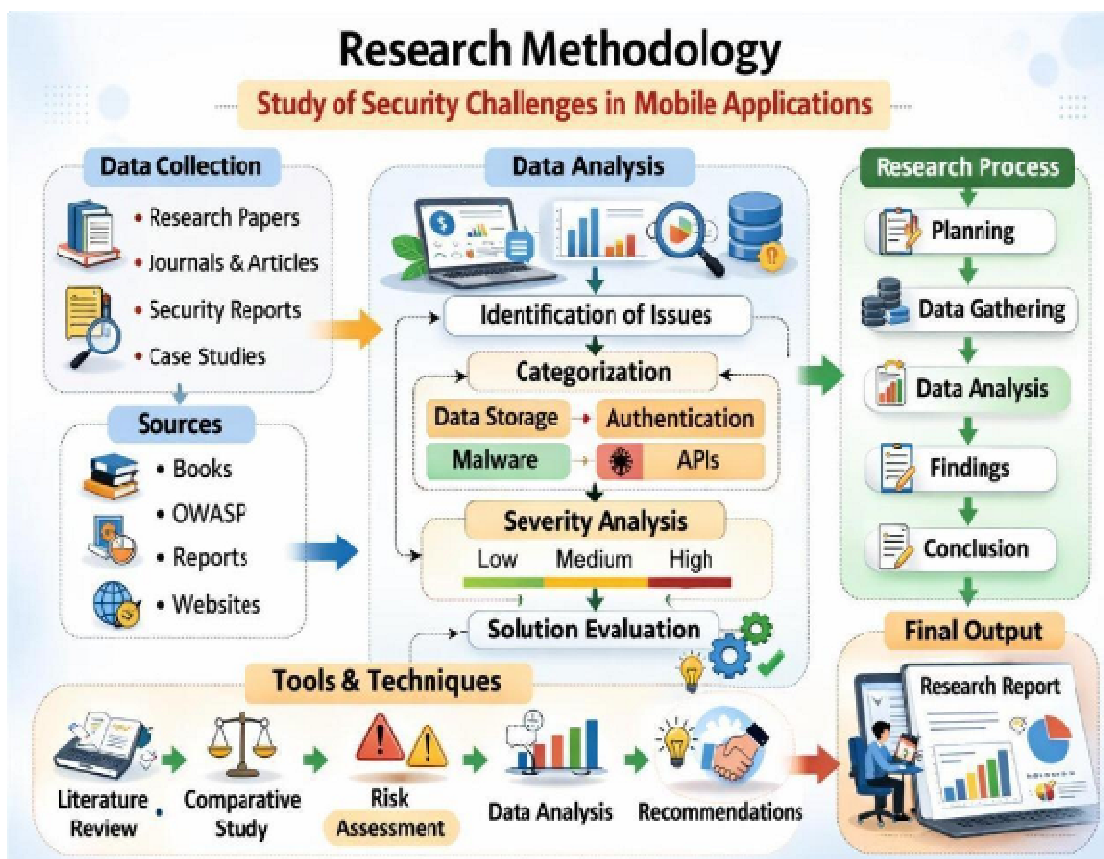 Research Methodology
Study of Security Challenges in Mobile Applications
Data Collection
• Research Papers
• Journals & Articles
• Security Reports
• Case Studies
Sources
• Books
• OWASP
• Reports
• Websites
Data Analysis
Identification of Issues
Categorization
Data Storage
Authentication
Malware
APIs
Severity Analysis
Low Medium High
Solution Evaluation
Research Process
Planning
Data Gathering
Data Analysis
Findings
Conclusion
Final Output
Research Report
Tools & Techniques
Literature
Review
Comparative
Study
Risk
Assessment
Data Analysis
Recommendations